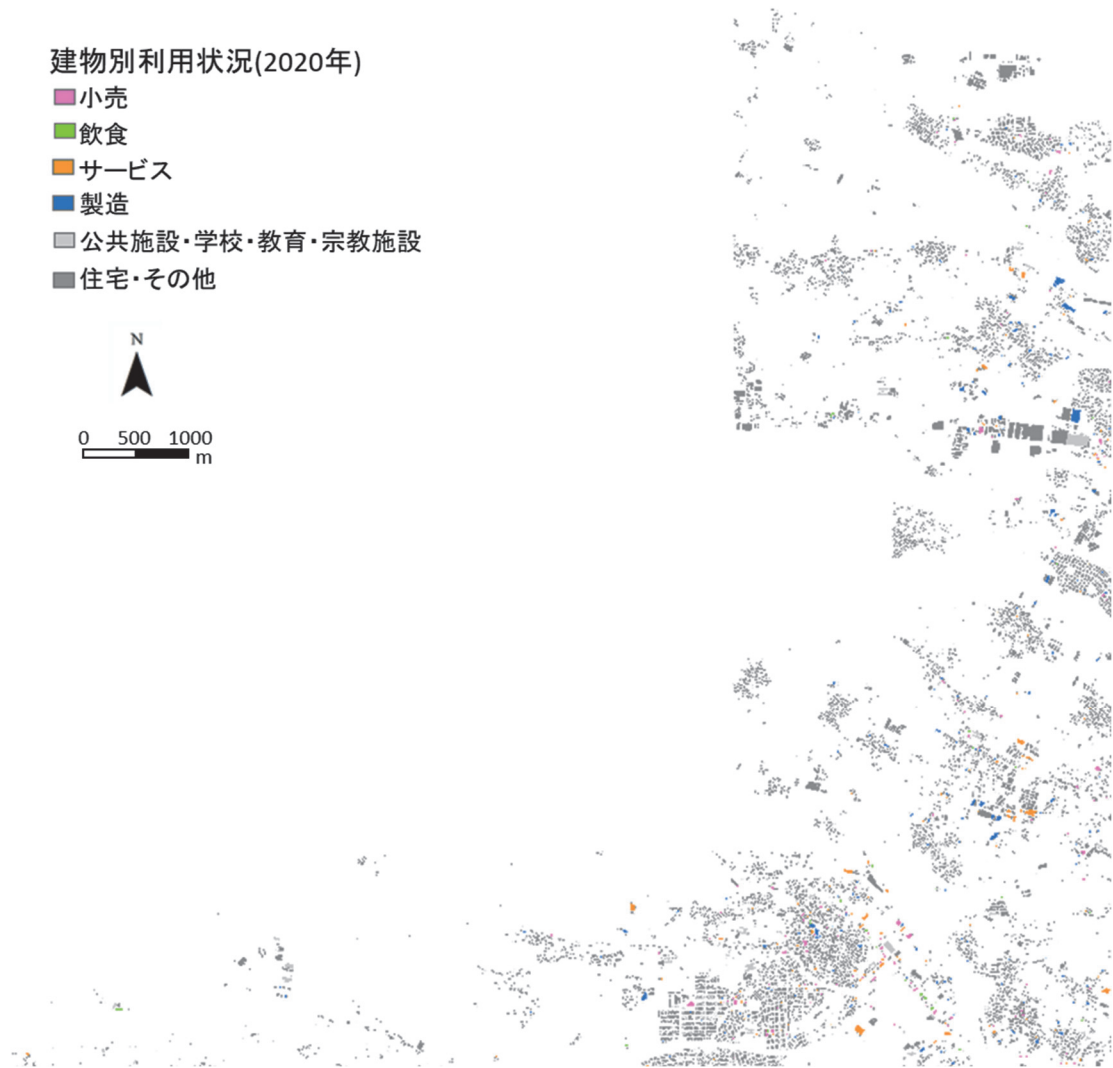 建物別利用状況(2020年)
小売
飲食
サービス
製造
公共施設・学校・教育・宗教施設
住宅・その他
N
0 500 1000
m